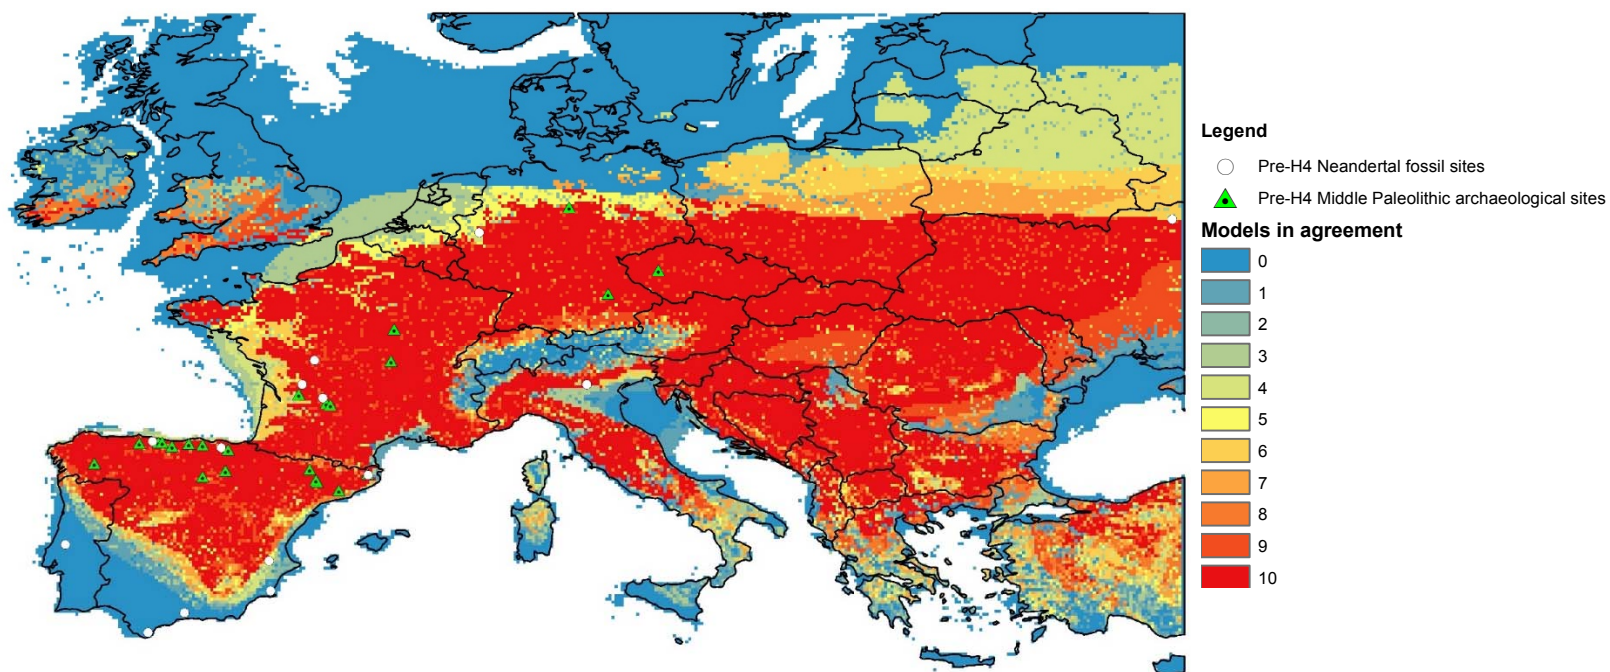 Legend
Pre-H4 Neandertal fossil sites
Pre-H4 Middle Paleolithic archaeological sites
Models in agreement
0
1
2
3
4
5
6
7
8
9
10